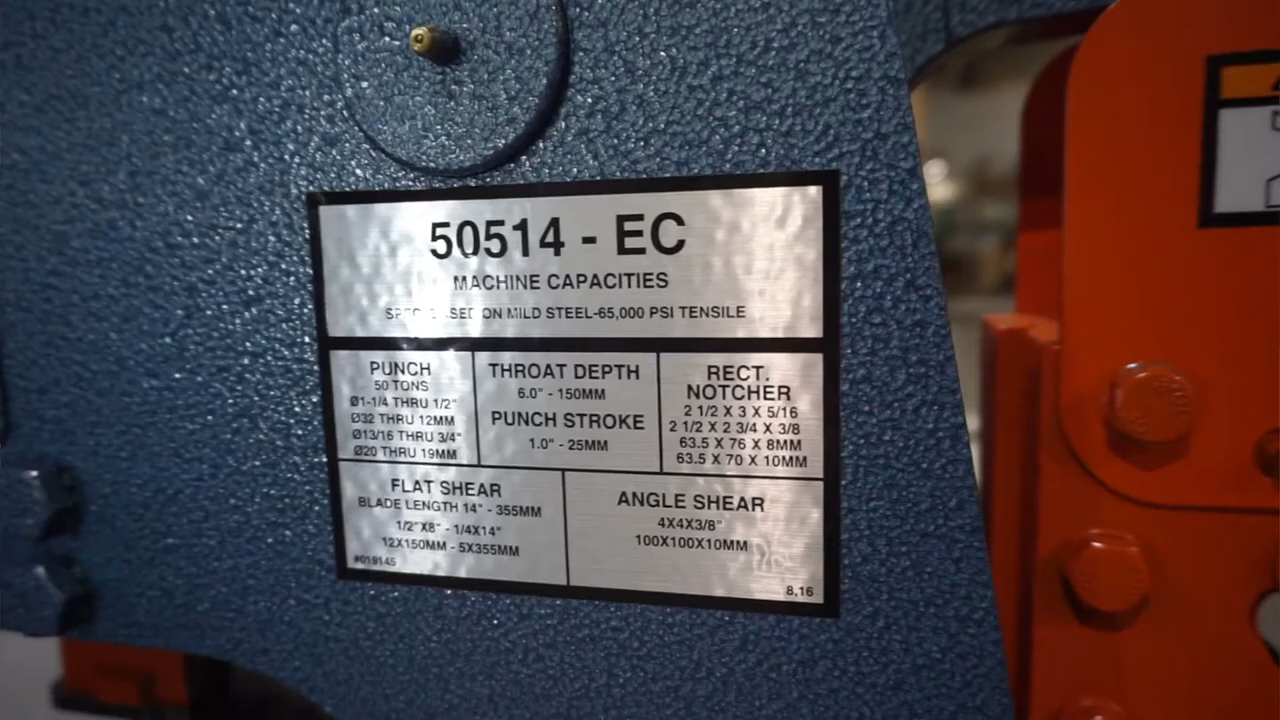 50514 - EC
MACHINE CAPACITIES
ON MILD STEEL-65,000 PSI TENSILE
PUNCH
50 TONS
Ø1-1/4 THRU 1/2"
Ø32 THRU 12MM
Ø13/16 THRU 3/4"
Ø20 THRU 19MM
THROAT DEPTH
6.0" - 150MM
PUNCH STROKE
1.0" - 25MM
RECT.
NOTCHER
2 1/2 X 3 X 5/16
2 1/2 X 2 3/4 X 3/8
63.5 X 76 X 8MM
63.5 X 70 X 10MM
FLAT SHEAR
BLADE LENGTH 14" - 355MM
1/2"X8" - 1/4X14"
12X150MM - 5X355MM
#019145
ANGLE SHEAR
4X4X3/8"
100X100X10MM
8,16